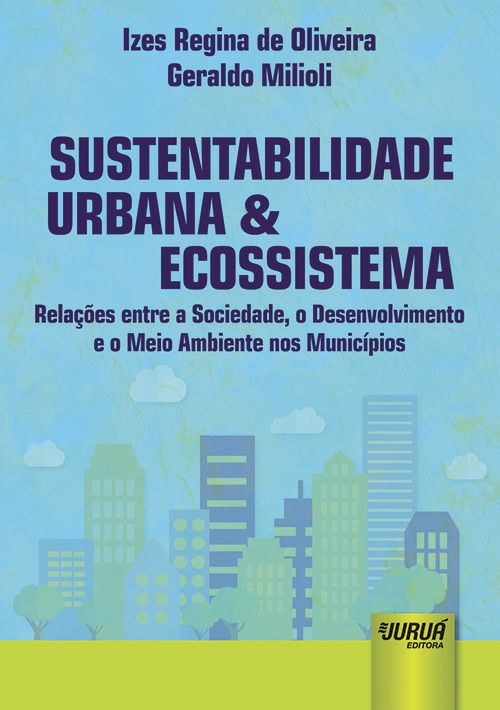 Izes Regina de Oliveira
Geraldo Milioli
SUSTENTABILIDADE
URBANA &
ECOSSISTEMA
Relações entre a Sociedade, o Desenvolvimento
e o Meio Ambiente nos Municípios
JURUÁ
EDITORA